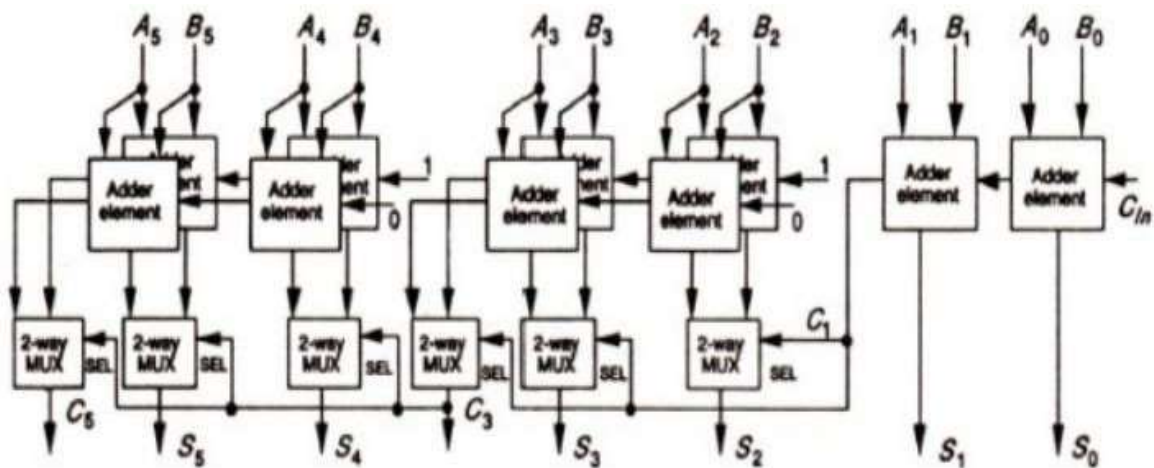 A5 B5 A4 B4 A3 B3 A2 B2 A1 B1 A0 B0
Adder element
Adder element
1
0
Adder element
Adder element
1
0
Adder element
Adder element
Cin
2-way MUX
SEL
2-way MUX
SEL
2-way MUX
SEL
2-way MUX
SEL
2-way MUX
SEL
2-way MUX
SEL
C1
C5 S5 S4 C3 S3 S2 S1 S0